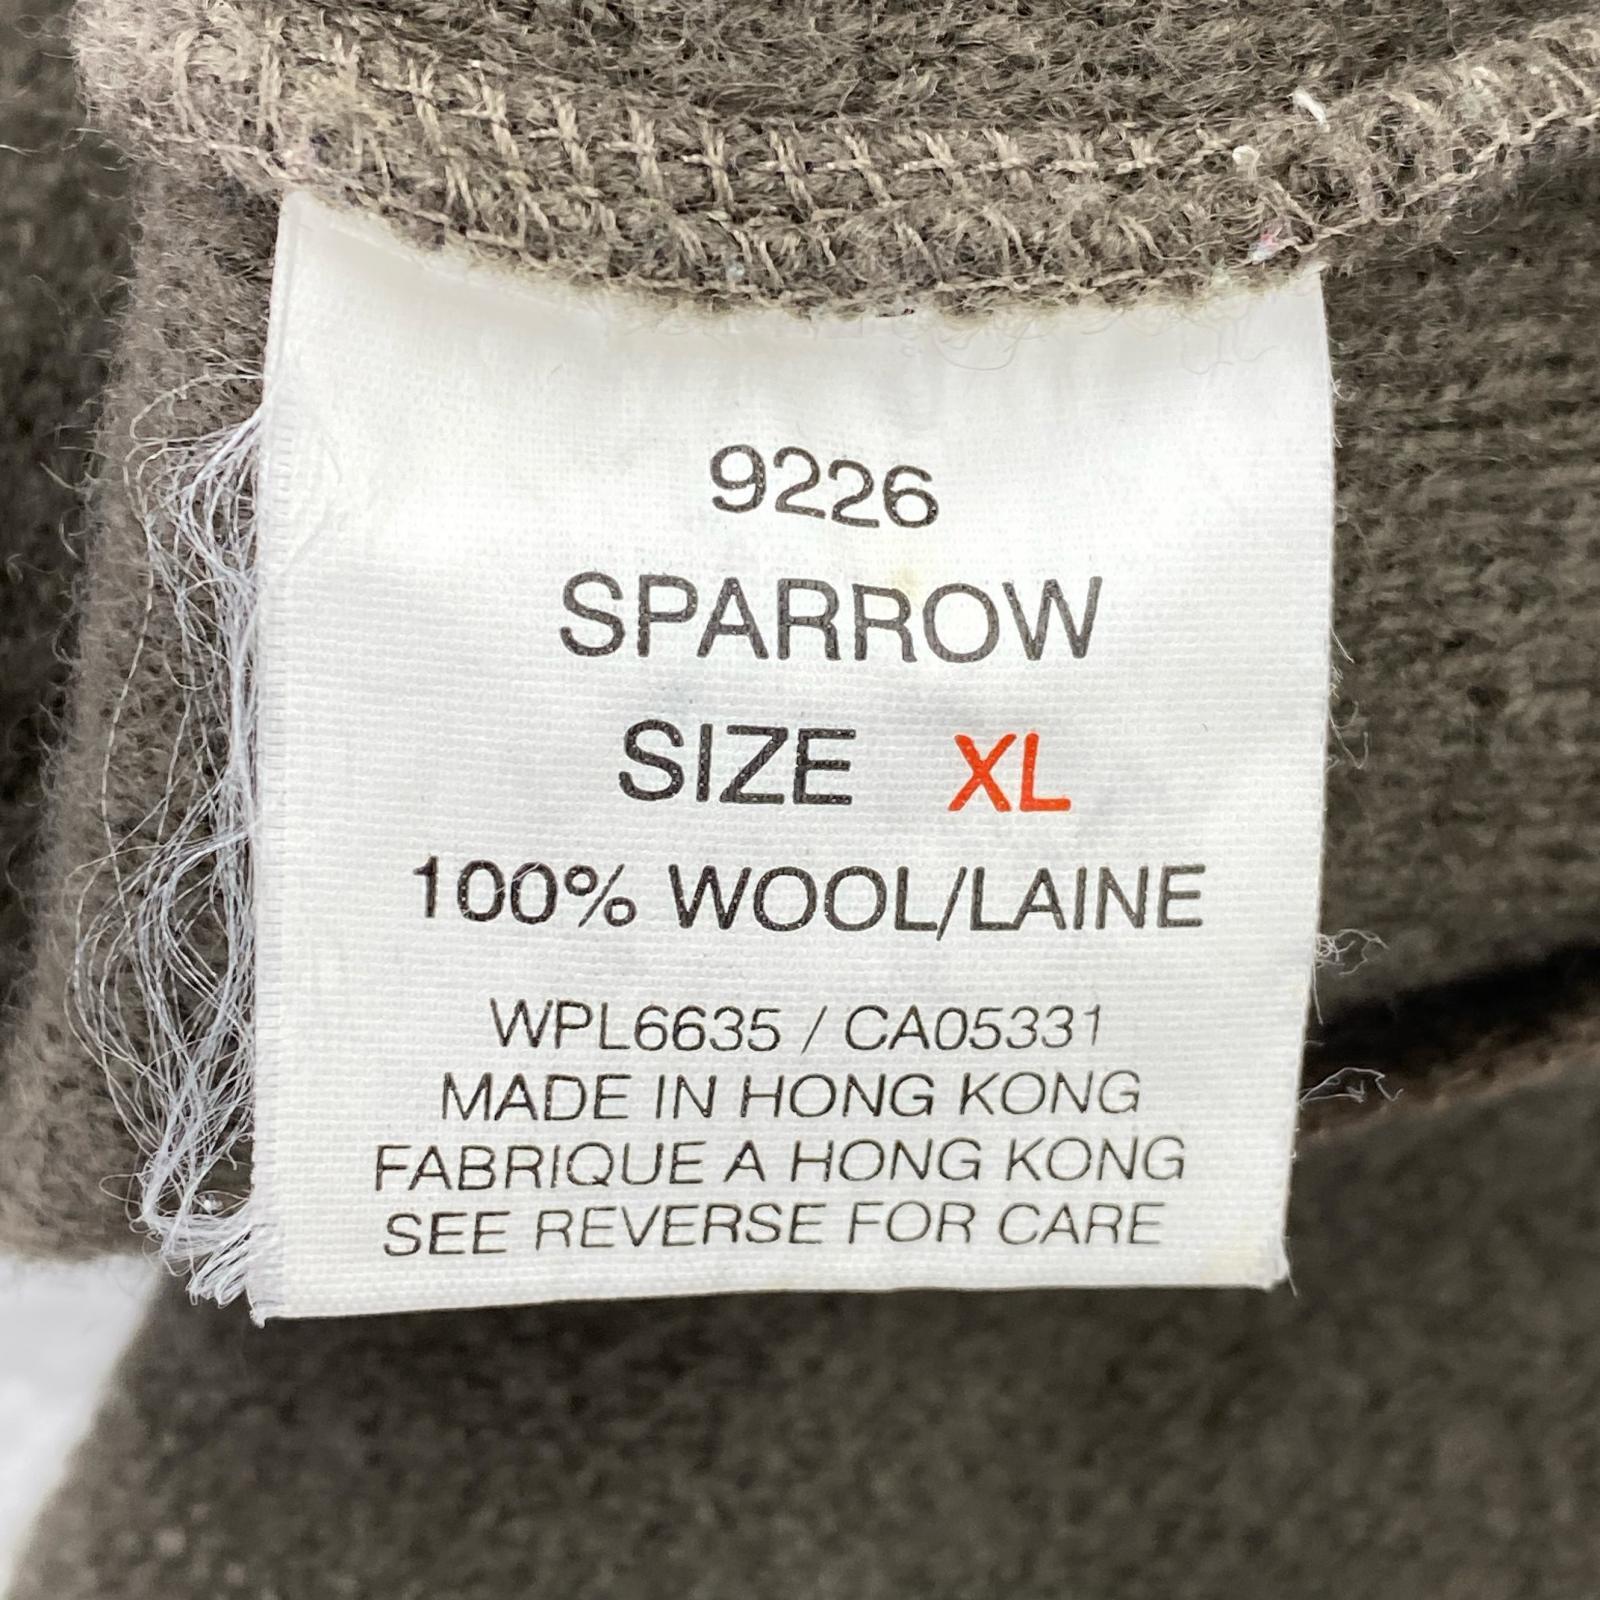 9226
SPARROW
SIZE XL
100% WOOL/LAINE
WPL6635 / CA05331
MADE IN HONG KONG
FABRIQUE A HONG KONG
SEE REVERSE FOR CARE